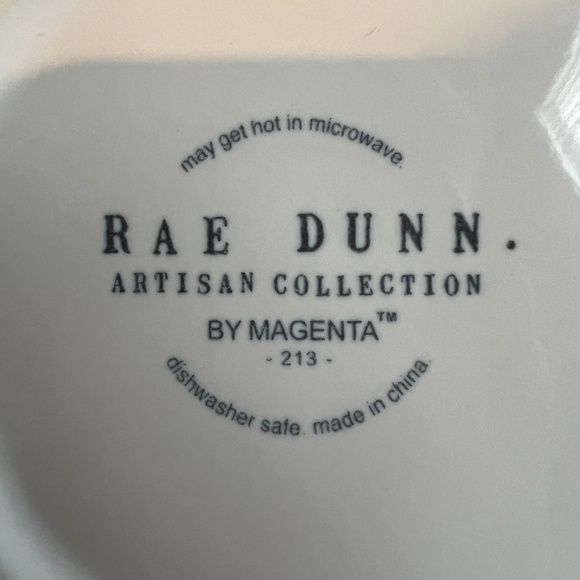 may get hot in microwave.
RAE DUNN.
ARTISAN COLLECTION
BY MAGENTA™
- 213 -
dishwasher safe. made in china.